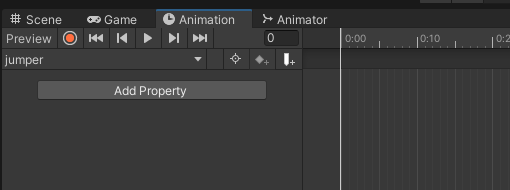 Scene Game Animation Animator
Preview 0 0:00 0:10
jumper
Add Property